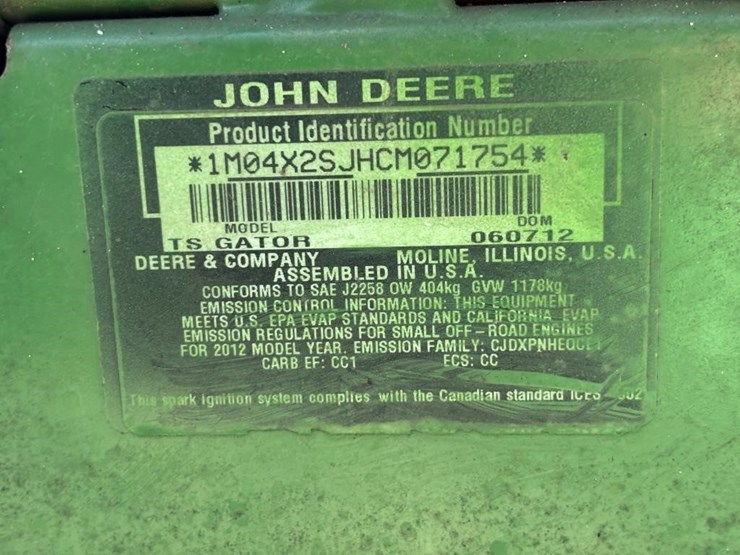 JOHN DEERE
Product Identification Number
*1M04X2SJHCM071754*
MODEL DOM
TS GATOR 060712
DEERE & COMPANY MOLINE, ILLINOIS, U.S.A.
ASSEMBLED IN U.S.A.
CONFORMS TO SAE J2258 OW 404kg GVW 1178kg
EMISSION CONTROL INFORMATION: THIS EQUIPMENT
MEETS U.S. EPA EVAP STANDARDS AND CALIFORNIA EVAP
EMISSION REGULATIONS FOR SMALL OFF-ROAD ENGINES
FOR 2012 MODEL YEAR. EMISSION FAMILY:
CARB EF: CC1 ECS: CC
This spark ignition system complies with the Canadian standard